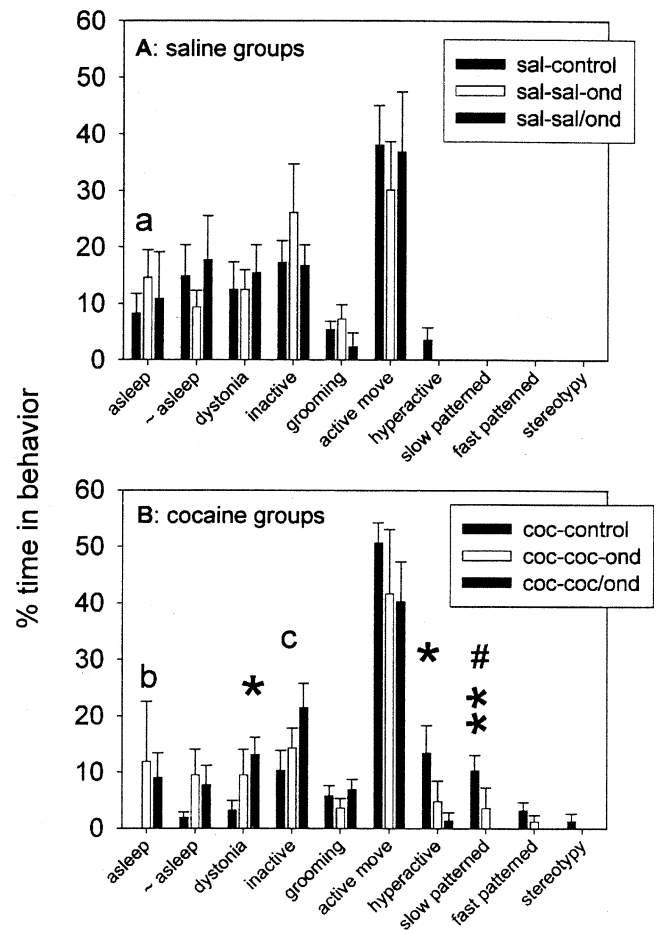 % time in behavior
60
50
40
30
20
10
0
A: saline groups
sal-control
sal-sal-ond
sal-sal/ond
a
asleep
~ asleep
dystonia
inactive
grooming
active move
hyperactive
slow patterned
fast patterned
stereotypy
60
50
40
30
20
10
0
B: cocaine groups
coc-control
coc-coc-ond
coc-coc/ond
b
*
c
*
#
*
*
asleep
~ asleep
dystonia
inactive
grooming
active move
hyperactive
slow patterned
fast patterned
stereotypy